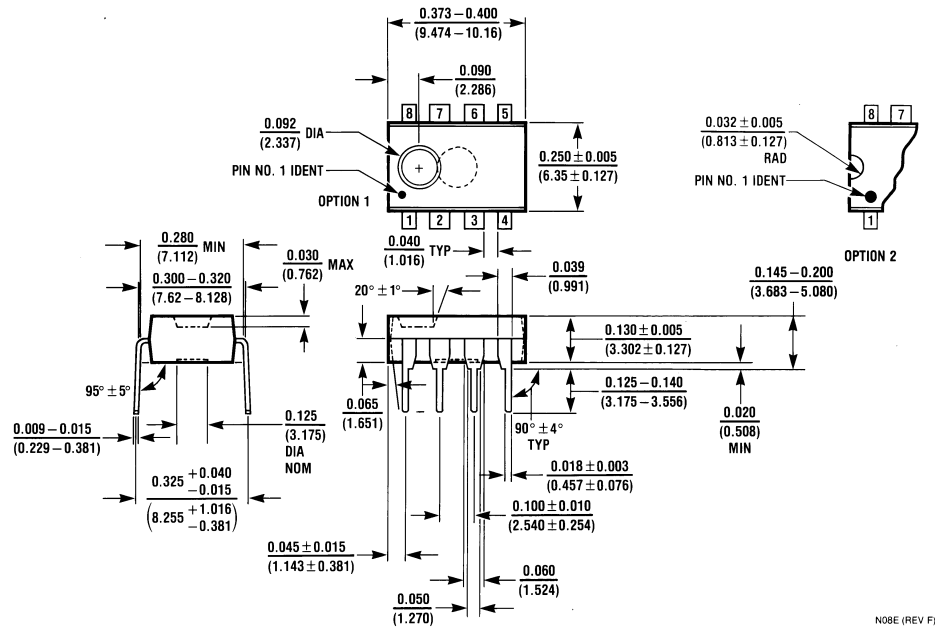 0.373 – 0.400
(9.474 – 10.16)
0.090
(2.286)
8 7 6 5
0.092 DIA
(2.337)
PIN NO. 1 IDENT
OPTION 1
1 2 3 4
0.250 ± 0.005
(6.35 ± 0.127)
8 7
0.032 ± 0.005
(0.813 ± 0.127)
RAD
PIN NO. 1 IDENT
1
OPTION 2
0.280 MIN
(7.112)
0.300 – 0.320
(7.62 – 8.128)
0.030 MAX
(0.762)
0.040 TYP
(1.016)
0.039
(0.991)
20° ± 1°
0.145 – 0.200
(3.683 – 5.080)
0.130 ± 0.005
(3.302 ± 0.127)
0.125 – 0.140
(3.175 – 3.556)
0.020
(0.508)
MIN
95° ± 5°
0.009 – 0.015
(0.229 – 0.381)
0.125
(3.175)
DIA
NOM
0.065
(1.651)
90° ± 4°
TYP
0.018 ± 0.003
(0.457 ± 0.076)
0.325 +0.040 −0.015
(8.255 +1.016 −0.381)
0.100 ± 0.010
(2.540 ± 0.254)
0.045 ± 0.015
(1.143 ± 0.381)
0.060
(1.524)
0.050
(1.270)
N08E (REV F)